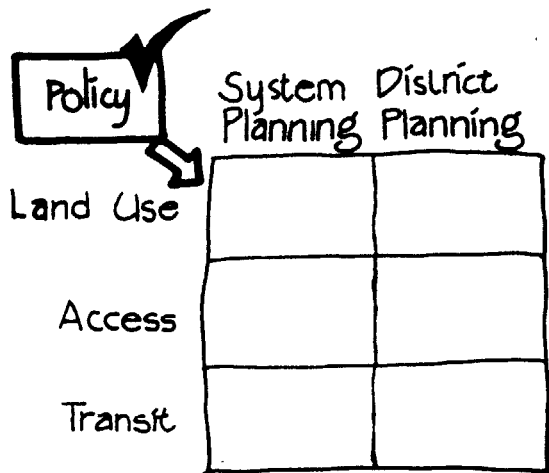 Policy
System District
Planning Planning
Land Use
Access
Transit